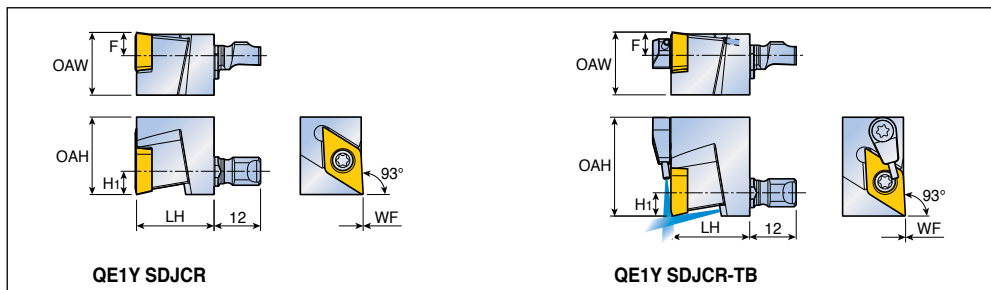 F
OAW
OAH
H1
LH
12
93°
WF
QE1Y SDJCR
F
OAW
OAH
H1
LH
12
93°
WF
QE1Y SDJCR-TB